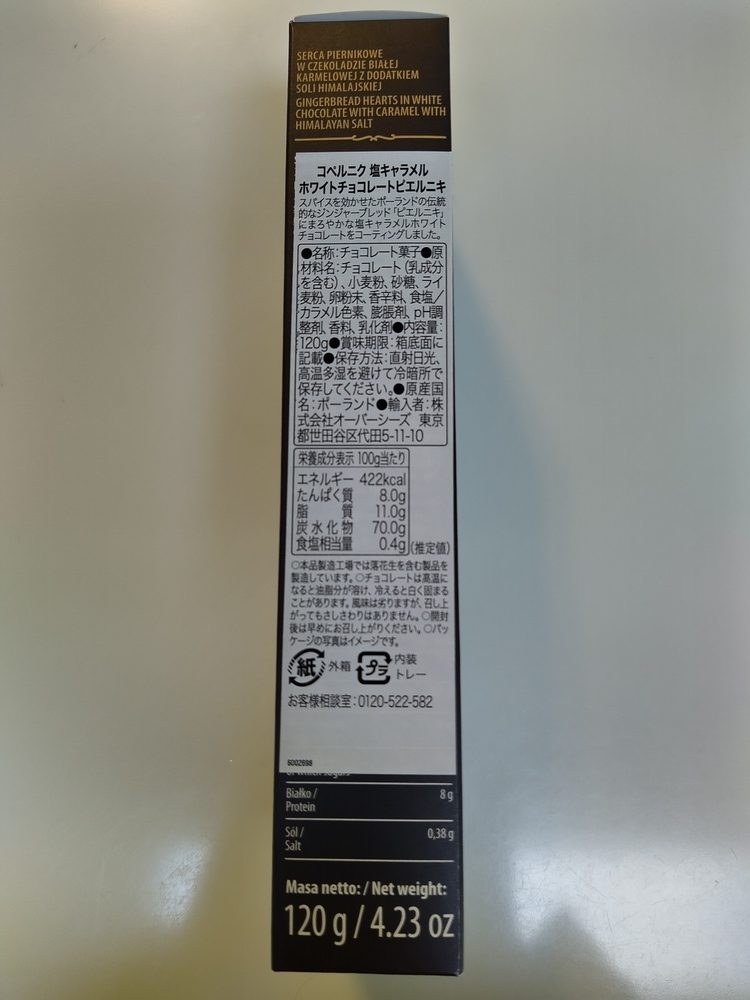 SERCA PIERNIKOWE
W CZEKOLADZIE BIAŁEJ
KARMELOWEJ Z DODATKIEM
SOLI HIMALAJSKIEJ
GINGERBREAD HEARTS IN WHITE
CHOCOLATE WITH CARAMEL WITH
HIMALAYAN SALT
コペルニク 塩キャラメル
ホワイトチョコレートピエルニキ
スパイスを効かせたポーランドの伝統
的なジンジャーブレッド「ピエルニキ」
にまろやかな塩キャラメルホワイト
チョコレートをコーティングしました。
●名称:チョコレート菓子●原
材料名:チョコレート(乳成分
を含む)、小麦粉、砂糖、ライ
麦粉、卵粉末、香辛料、食塩/
カラメル色素、膨脹剤、pH調
整剤、香料、乳化剤●内容量:
120g●賞味期限:箱底面に
記載●保存方法:直射日光、
高温多湿を避けて冷暗所で
保存してください。●原産国
名:ポーランド●輸入者:株
式会社オーバーシーズ 東京
都世田谷区代田5-11-10
栄養成分表示 100g当たり
エネルギー 422kcal
たんぱく質 8.0g
脂質 11.0g
炭水化物 70.0g
食塩相当量 0.4g (推定値)
○本品製造工場では落花生を含む製品を
製造しています。○チョコレートは高温に
なると油脂分が溶け、冷えると白く固まる
ことがあります。風味は劣りますが、召し上
がってもさしさわりはありません。○開封
後は早めにお召し上がりください。○パッ
ケージの写真はイメージです。
紙 外箱 プラ 内装
トレー
お客様相談室:0120-522-582
6002698
of which sugars
Białko / 8 g
Protein
Sól / 0,38 g
Salt
Masa netto: / Net weight:
120 g / 4.23 oz